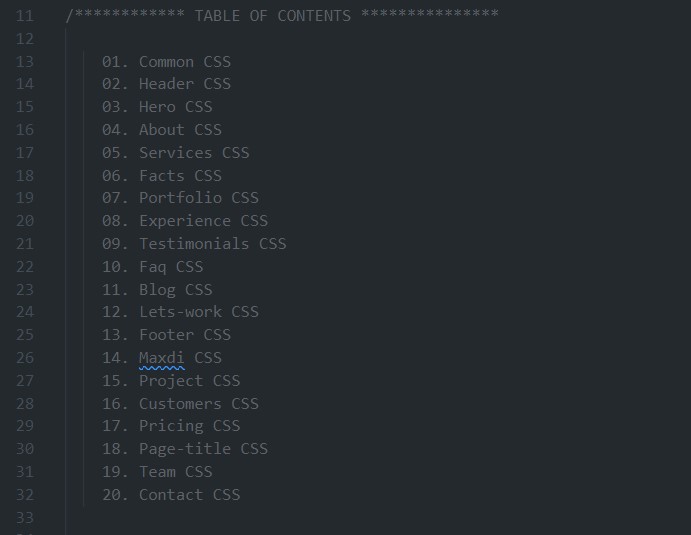 11 /************ TABLE OF CONTENTS ***************
12
13 01. Common CSS
14 02. Header CSS
15 03. Hero CSS
16 04. About CSS
17 05. Services CSS
18 06. Facts CSS
19 07. Portfolio CSS
20 08. Experience CSS
21 09. Testimonials CSS
22 10. Faq CSS
23 11. Blog CSS
24 12. Lets-work CSS
25 13. Footer CSS
26 14. Maxdi CSS
27 15. Project CSS
28 16. Customers CSS
29 17. Pricing CSS
30 18. Page-title CSS
31 19. Team CSS
32 20. Contact CSS
33